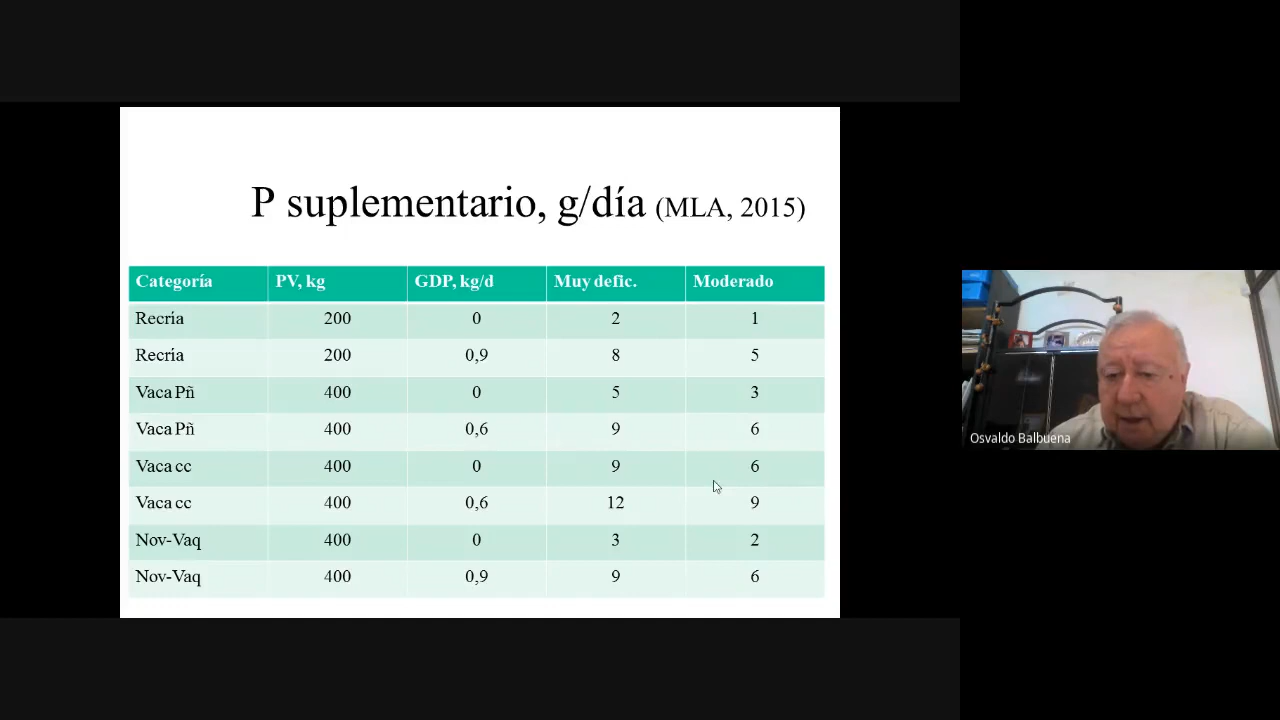 P suplementario, g/día (MLA, 2015)
Categoría PV, kg GDP, kg/d Muy defic. Moderado
Recría 200 0 2 1
Recría 200 0,9 8 5
Vaca Pñ 400 0 5 3
Vaca Pñ 400 0,6 9 6
Vaca cc 400 0 9 6
Vaca cc 400 0,6 12 9
Nov-Vaq 400 0 3 2
Nov-Vaq 400 0,9 9 6
Osvaldo Balbuena